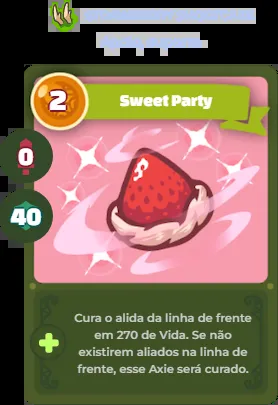 2
Sweet Party
0
40
Cura o alida da linha de frente
em 270 de Vida. Se não
existirem aliados na linha de
frente, esse Axie será curado.